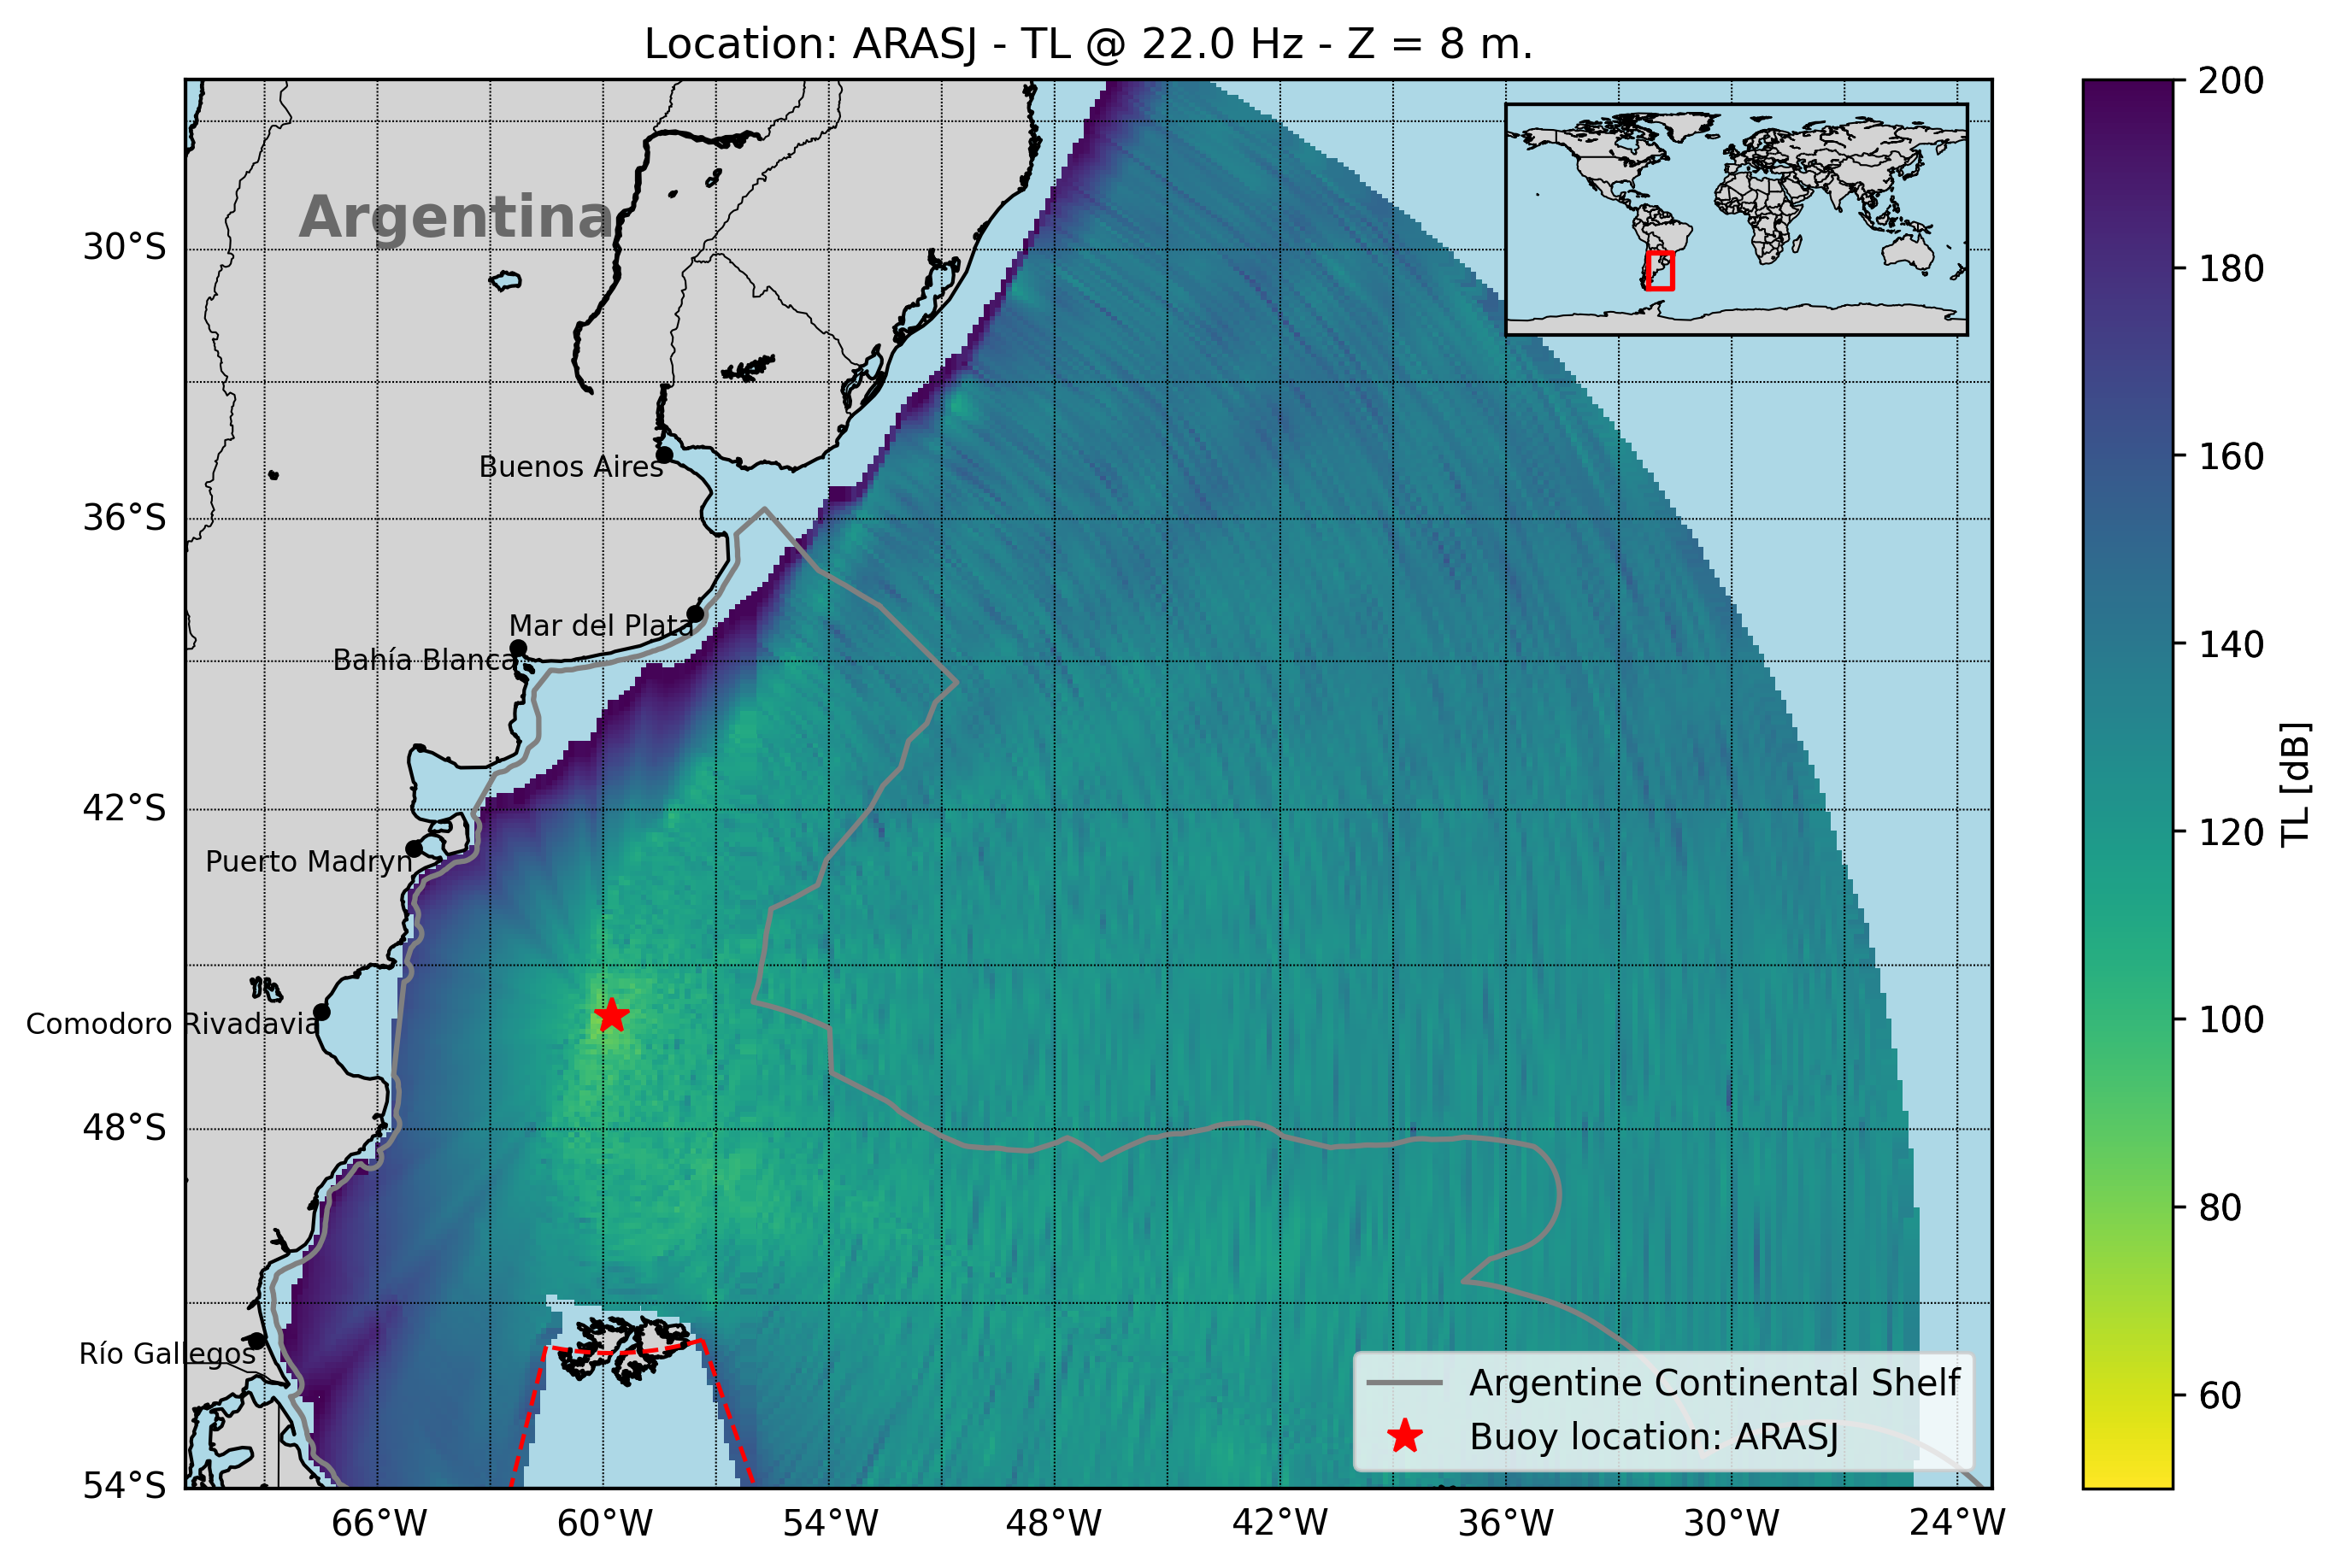 Location: ARASJ - TL @ 22.0 Hz - Z = 8 m.
Argentina
30°S
36°S
42°S
48°S
54°S
Buenos Aires
Mar del Plata
Bahía Blanca
Puerto Madryn
Comodoro Rivadavia
Río Gallegos
66°W
60°W
54°W
48°W
42°W
36°W
30°W
24°W
Argentine Continental Shelf
Buoy location: ARASJ
200
180
160
140
120
100
80
60
TL [dB]